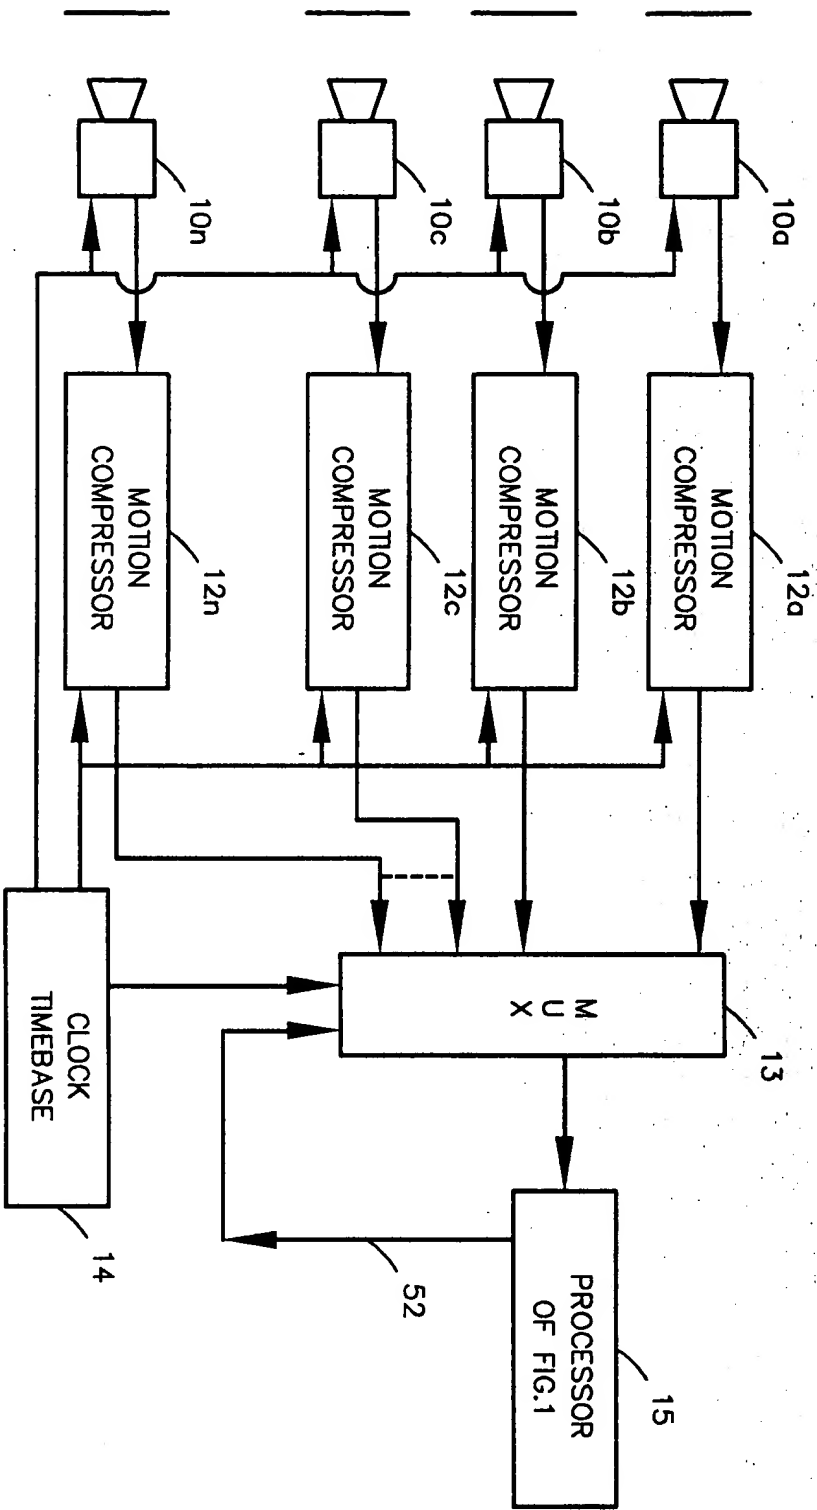 10a
10b
10c
10n
MOTION
COMPRESSOR
12a
MOTION
COMPRESSOR
12b
MOTION
COMPRESSOR
12c
MOTION
COMPRESSOR
12n
M
U
X
13
CLOCK
TIMEBASE
14
52
PROCESSOR
OF FIG.1
15